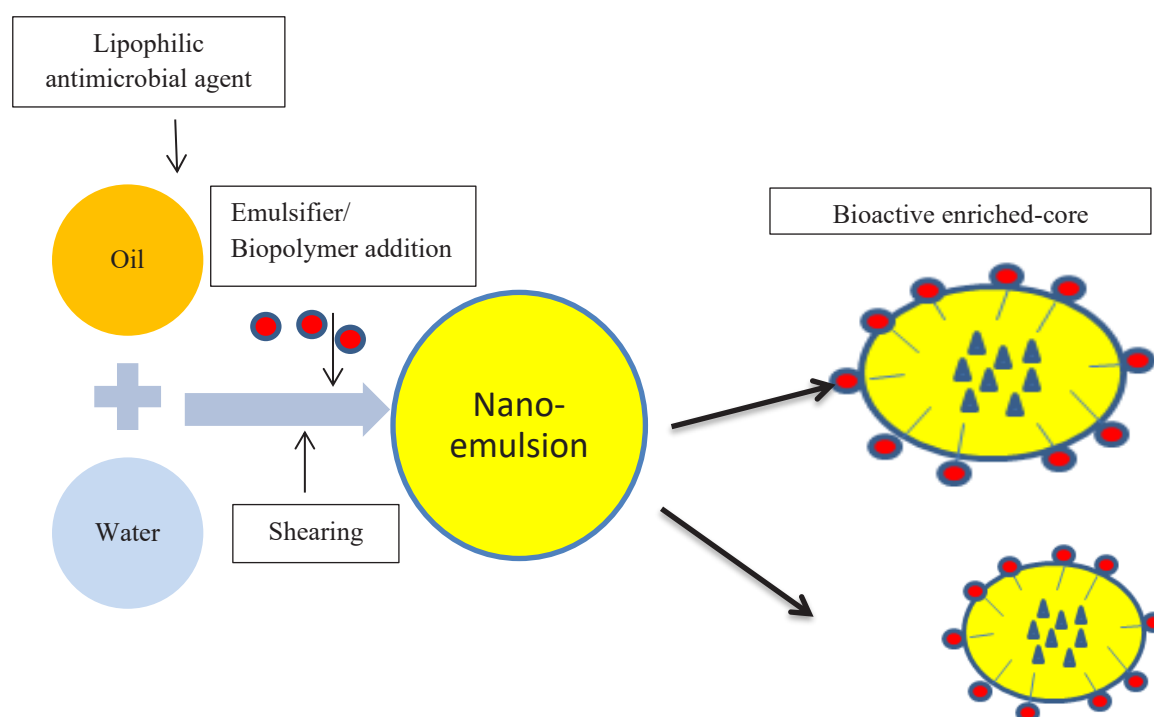 Lipophilic
antimicrobial agent
Oil
Emulsifier/
Biopolymer addition
Bioactive enriched-core
Nano-
emulsion
Water
Shearing